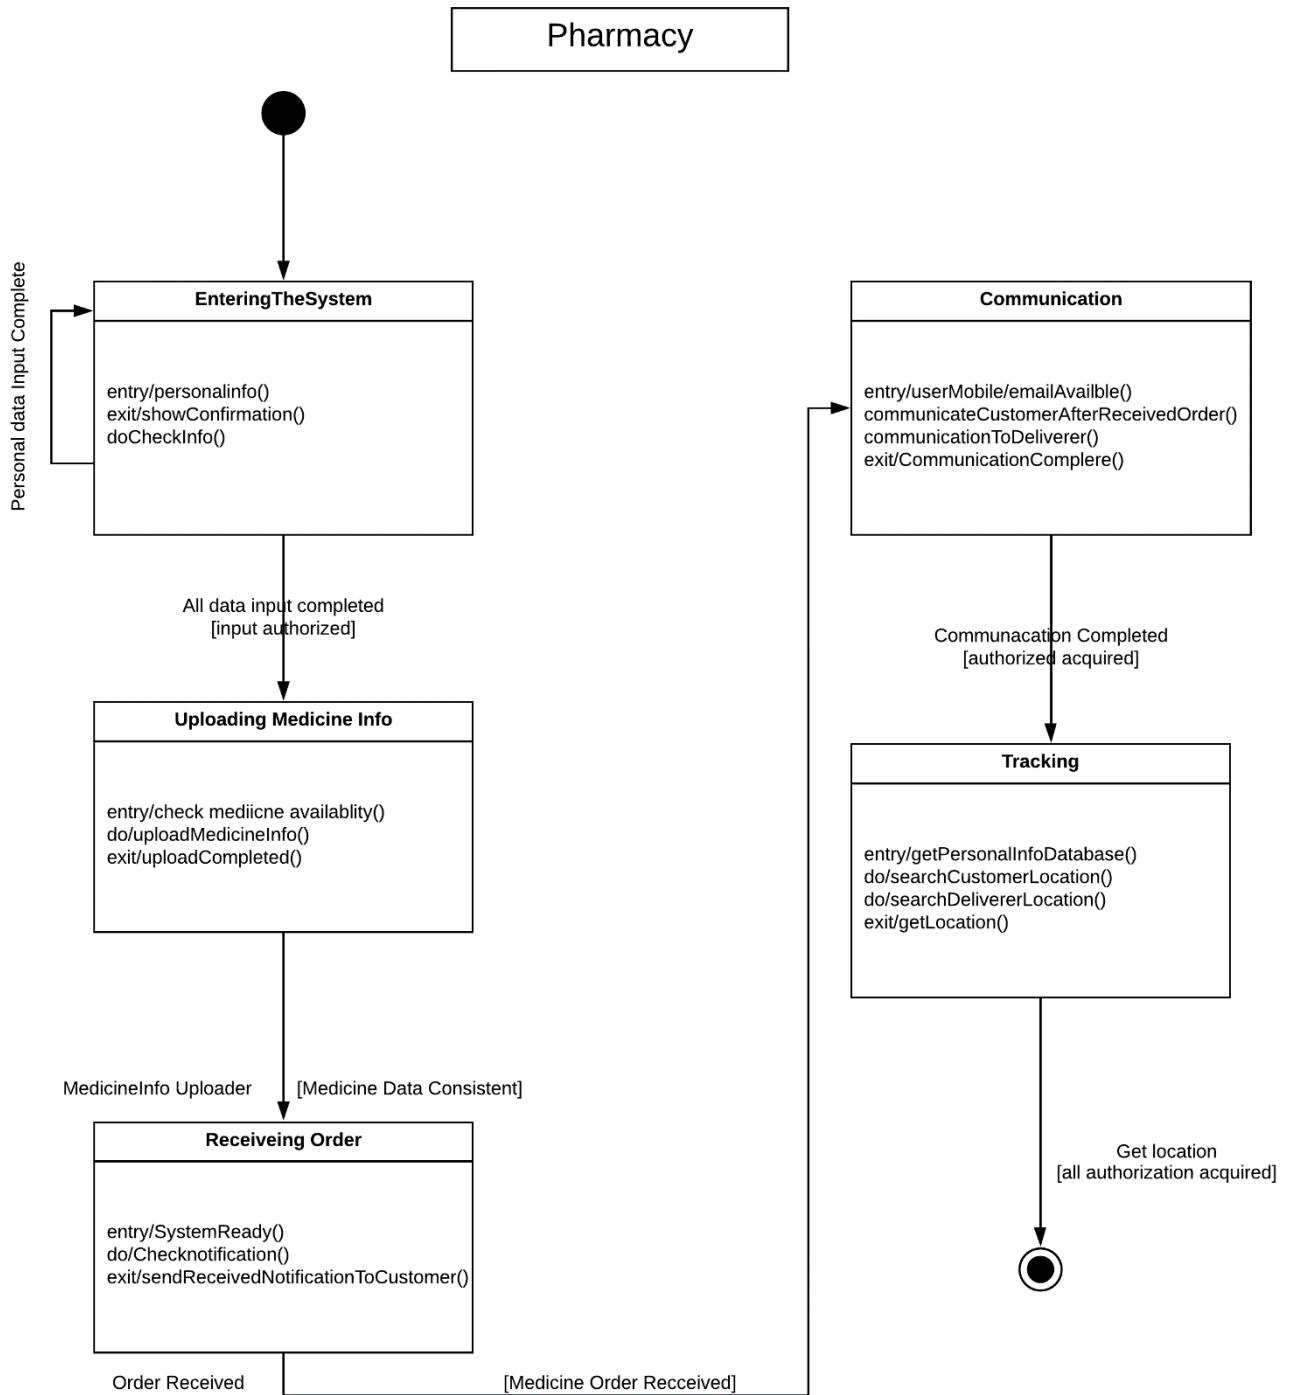 Pharmacy
Personal data Input Complete
EnteringTheSystem
entry/personalinfo()
exit/showConfirmation()
doCheckInfo()
All data input completed
[input authorized]
Uploading Medicine Info
entry/check mediicne availablity()
do/uploadMedicineInfo()
exit/uploadCompleted()
MedicineInfo Uploader
[Medicine Data Consistent]
Receiveing Order
entry/SystemReady()
do/Checknotification()
exit/sendReceivedNotificationToCustomer()
Order Received
[Medicine Order Recceived]
Communication
entry/userMobile/emailAvailble()
communicateCustomerAfterReceivedOrder()
communicationToDeliverer()
exit/CommunicationComplere()
Communacation Completed
[authorized acquired]
Tracking
entry/getPersonalInfoDatabase()
do/searchCustomerLocation()
do/searchDelivererLocation()
exit/getLocation()
Get location
[all authorization acquired]